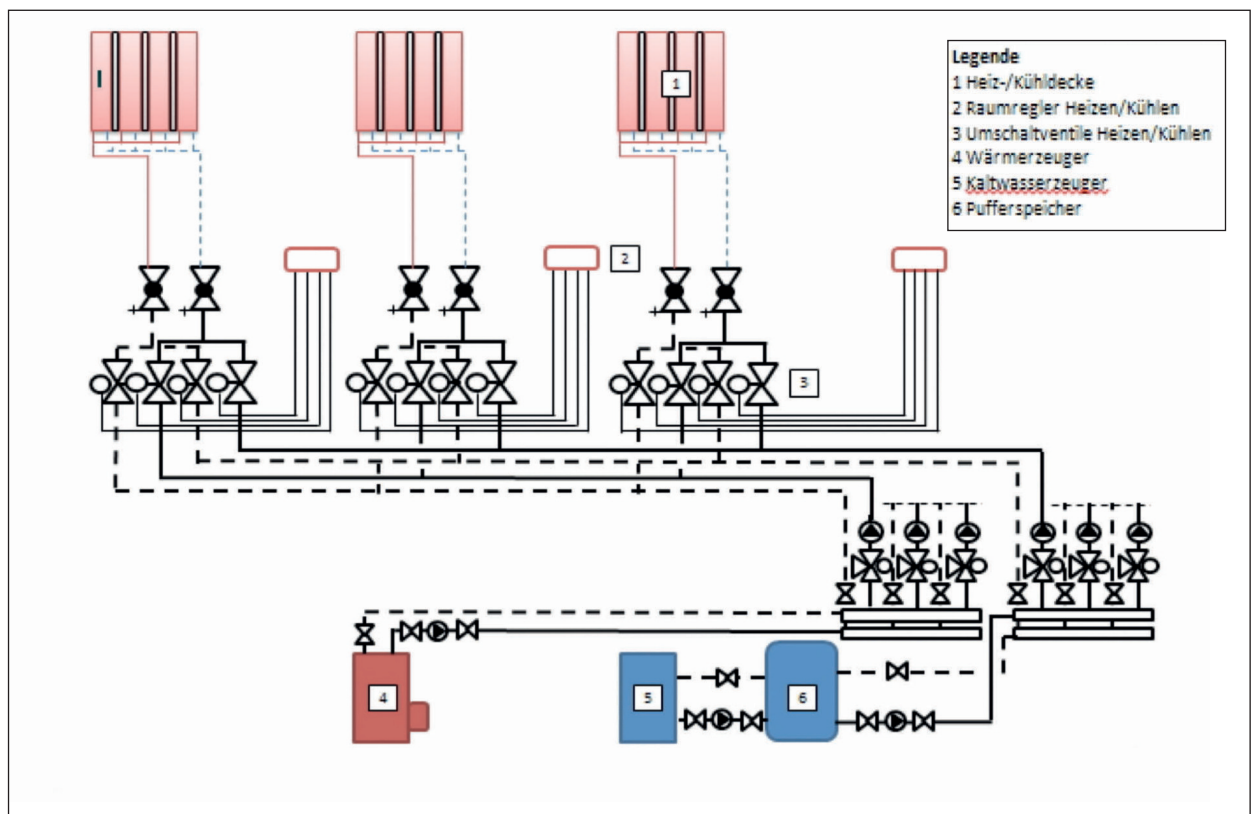 1
Legende
1 Heiz-/Kühldecke
2 Raumregler Heizen/Kühlen
3 Umschaltventile Heizen/Kühlen
4 Wärmerzeuger
5 Kaltwasserzeuger
6 Pufferspeicher
2
3
4
5
6